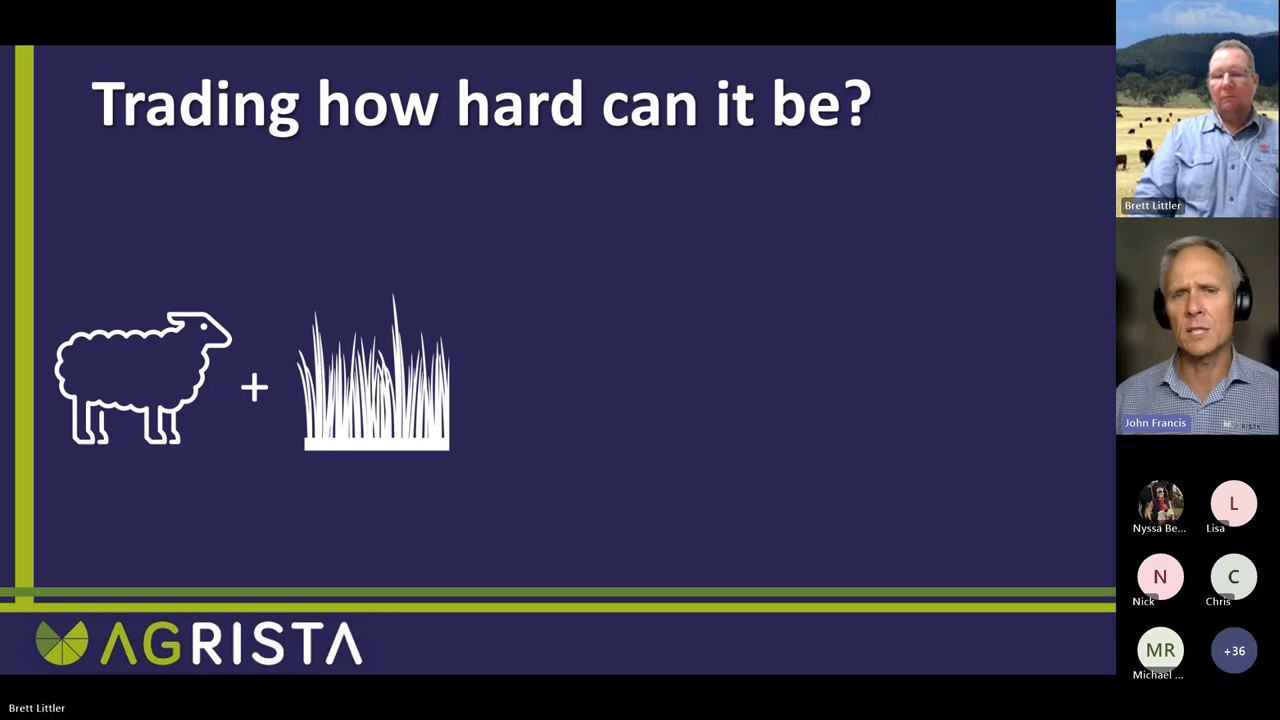 Trading how hard can it be?
+
AGRISTA
Brett Littler
Brett Littler
John Francis
Nyssa Be...
L
Lisa
N
Nick
C
Chris
MR
Michael ...
+36